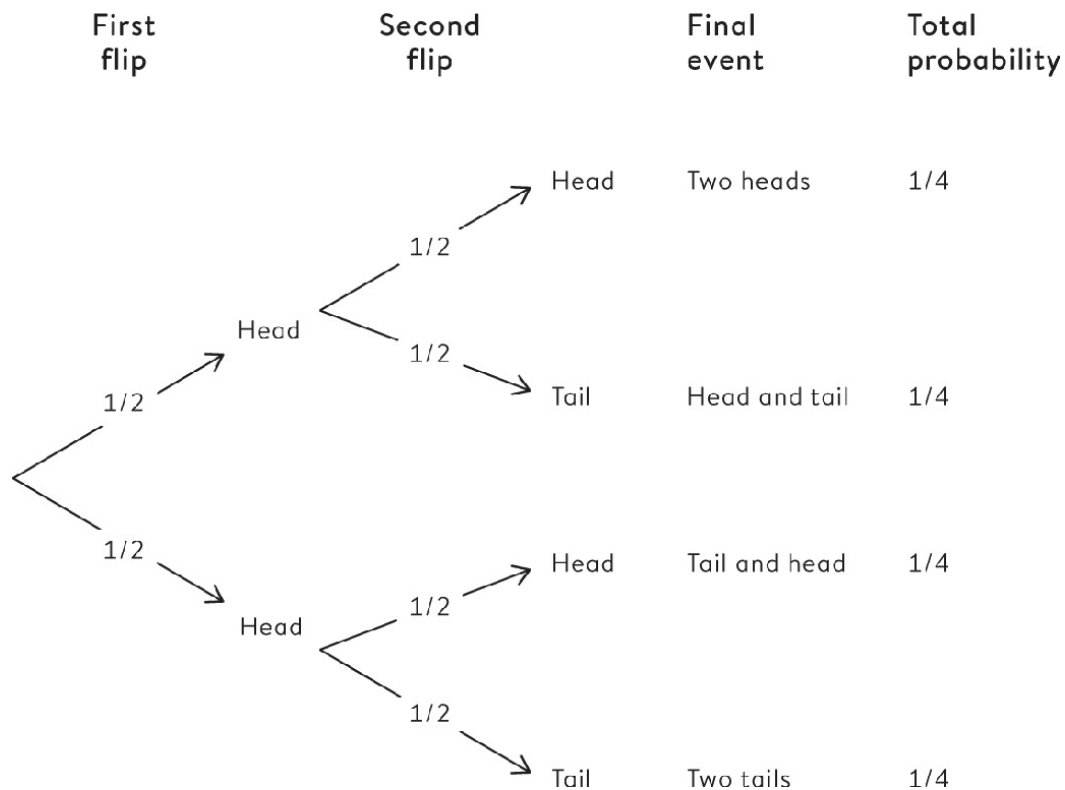 First flip
Second flip
Final event
Total probability
Head Two heads 1/4
1/2
Head
1/2
1/2
Tail Head and tail 1/4
1/2
Head Tail and head 1/4
1/2
Head
1/2
Tail Two tails 1/4